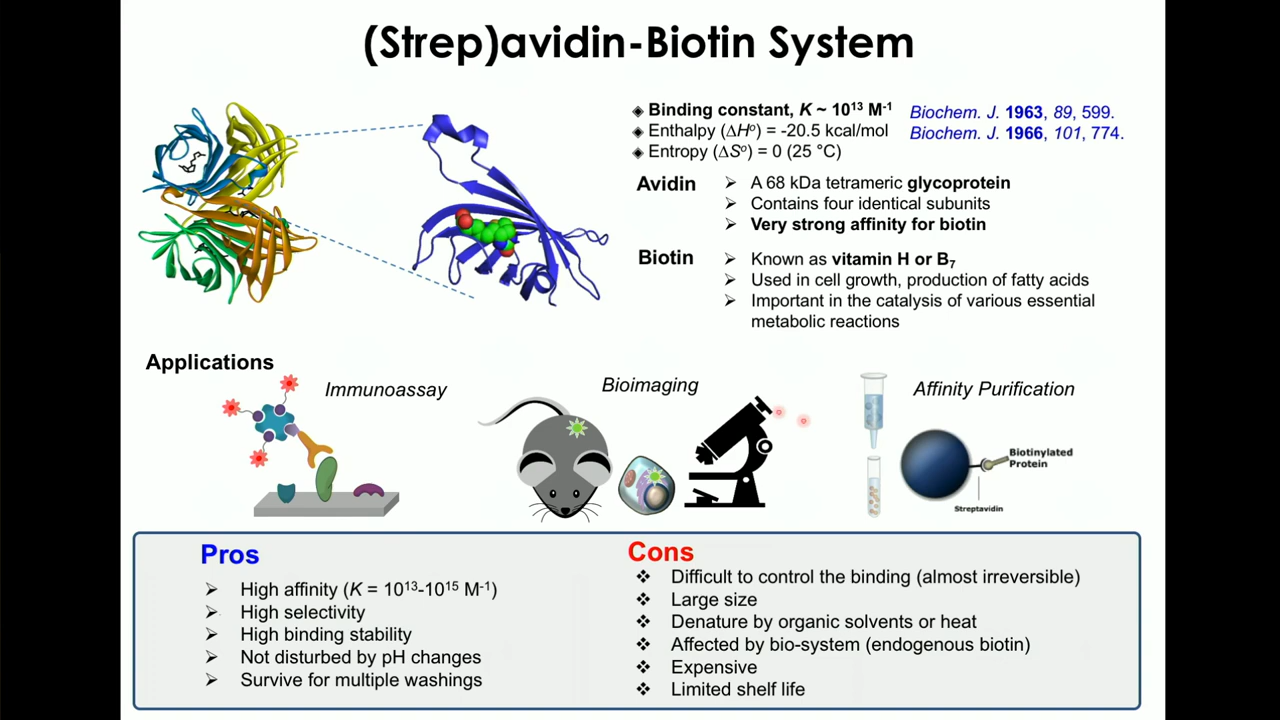 (Strep)avidin-Biotin System
◈ Binding constant, K ~ 10¹³ M⁻¹
◈ Enthalpy (ΔHº) = -20.5 kcal/mol
◈ Entropy (ΔSº) = 0 (25 °C)
Biochem. J. 1963, 89, 599.
Biochem. J. 1966, 101, 774.
Avidin
➢ A 68 kDa tetrameric glycoprotein
➢ Contains four identical subunits
➢ Very strong affinity for biotin
Biotin
➢ Known as vitamin H or B₇
➢ Used in cell growth, production of fatty acids
➢ Important in the catalysis of various essential
metabolic reactions
Applications
Immunoassay
Bioimaging
Affinity Purification
Biotinylated
Protein
Streptavidin
Pros
➢ High affinity (K = 10¹³-10¹⁵ M⁻¹)
➢ High selectivity
➢ High binding stability
➢ Not disturbed by pH changes
➢ Survive for multiple washings
Cons
❖ Difficult to control the binding (almost irreversible)
❖ Large size
❖ Denature by organic solvents or heat
❖ Affected by bio-system (endogenous biotin)
❖ Expensive
❖ Limited shelf life